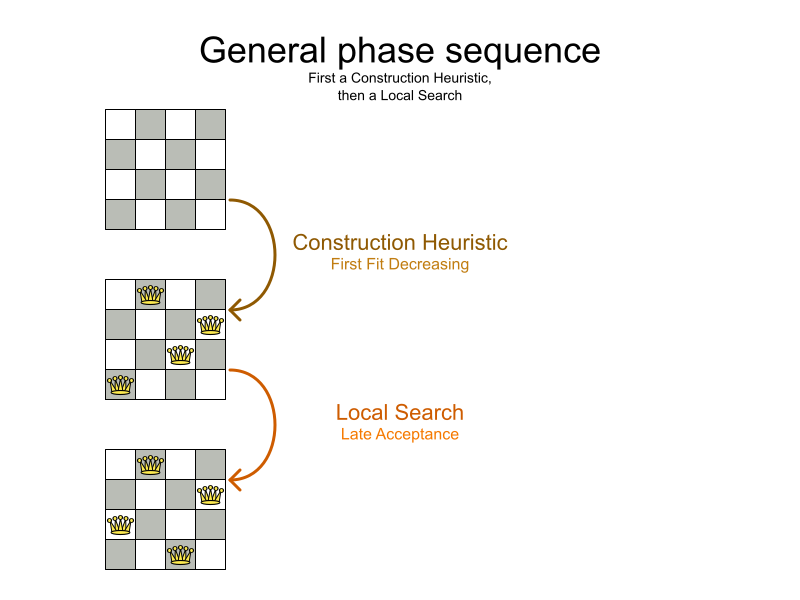 General phase sequence
First a Construction Heuristic,
then a Local Search
Construction Heuristic
First Fit Decreasing
Local Search
Late Acceptance